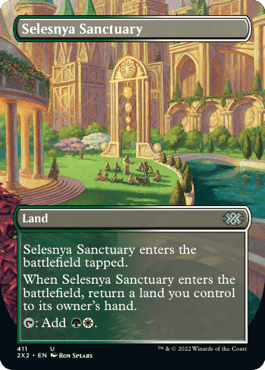 Selesnya Sanctuary
Land
Selesnya Sanctuary enters the
battlefield tapped.
When Selesnya Sanctuary enters the
battlefield, return a land you control
to its owner's hand.
: Add .
411 U
2X2 • EN Ron Spears
™ & © 2022 Wizards of the Coast